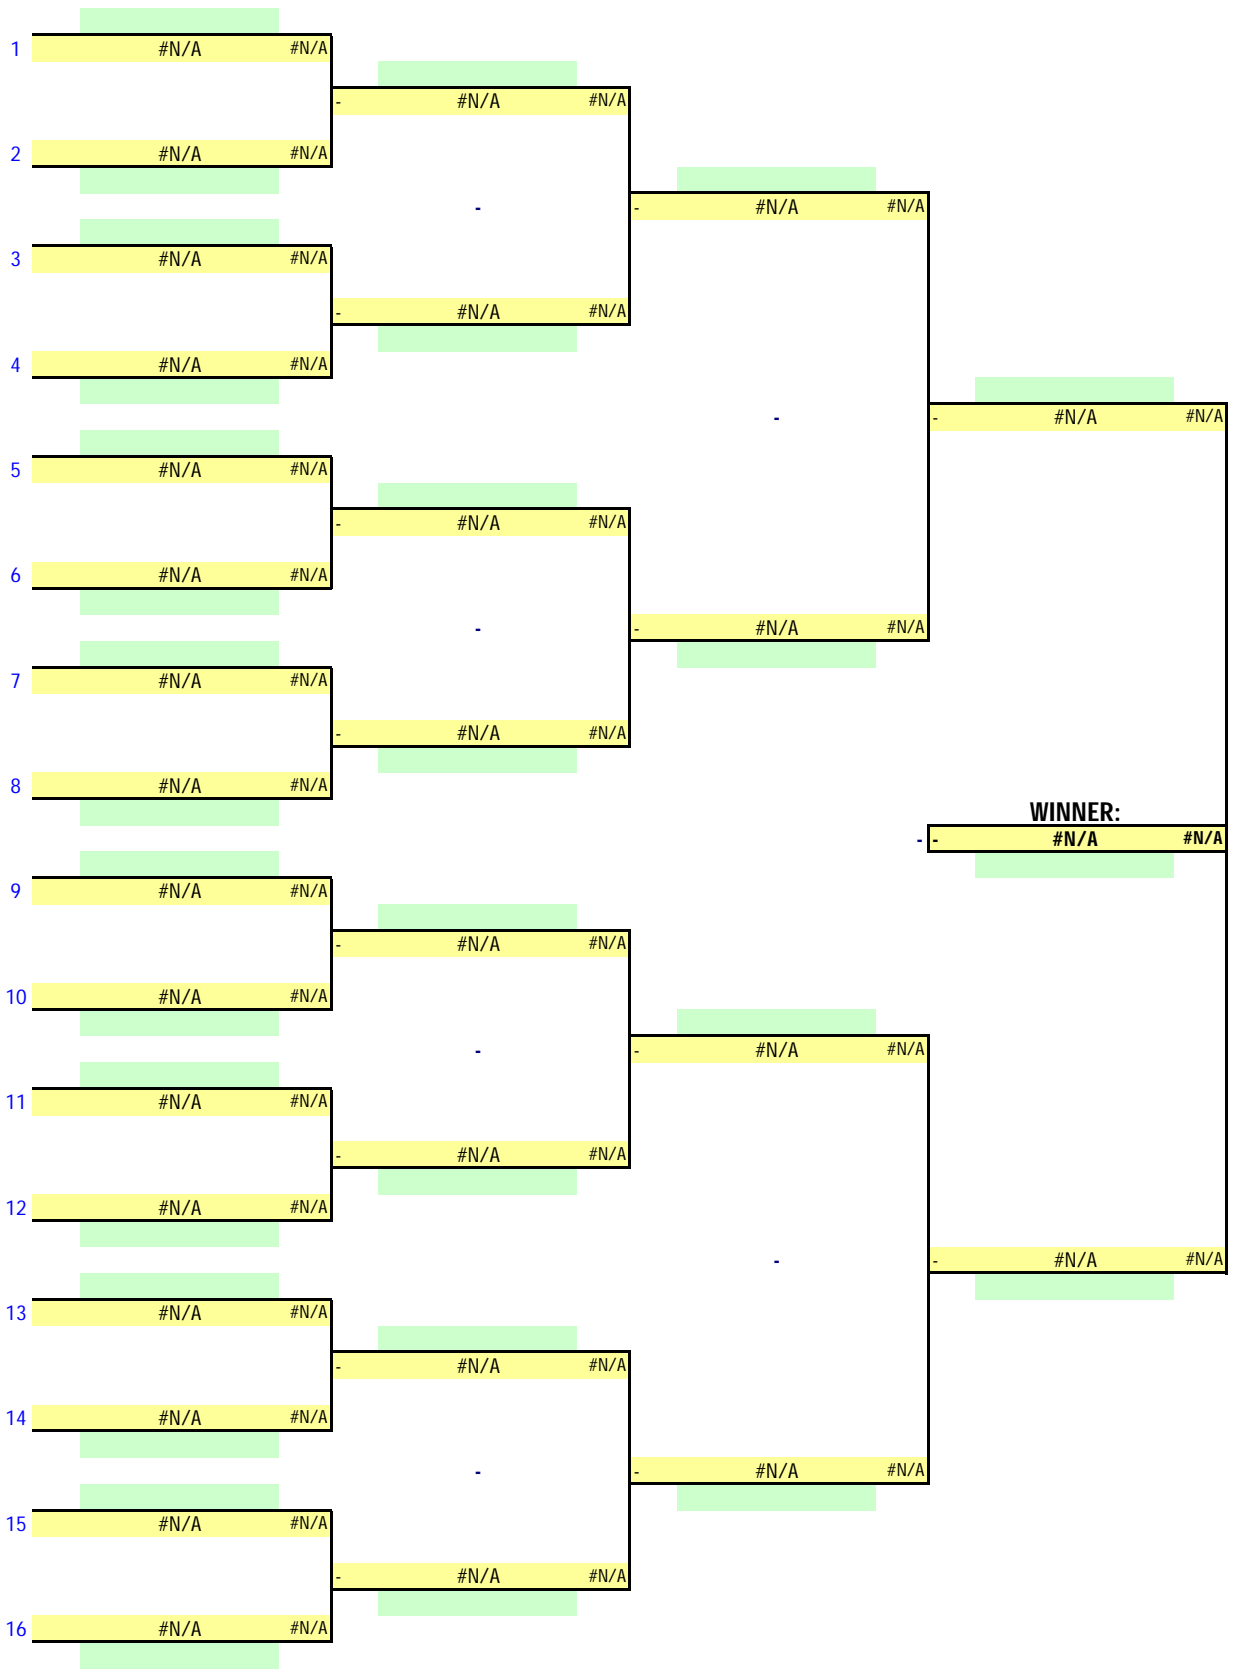 1 #N/A #N/A
- #N/A #N/A
2 #N/A #N/A
- - #N/A #N/A
3 #N/A #N/A
- #N/A #N/A
4 #N/A #N/A
- - #N/A #N/A
5 #N/A #N/A
- #N/A #N/A
6 #N/A #N/A
- - #N/A #N/A
7 #N/A #N/A
- #N/A #N/A
8 #N/A #N/A
WINNER:
- - #N/A #N/A
9 #N/A #N/A
- #N/A #N/A
10 #N/A #N/A
- - #N/A #N/A
11 #N/A #N/A
- #N/A #N/A
12 #N/A #N/A
- - #N/A #N/A
13 #N/A #N/A
- #N/A #N/A
14 #N/A #N/A
- - #N/A #N/A
15 #N/A #N/A
- #N/A #N/A
16 #N/A #N/A